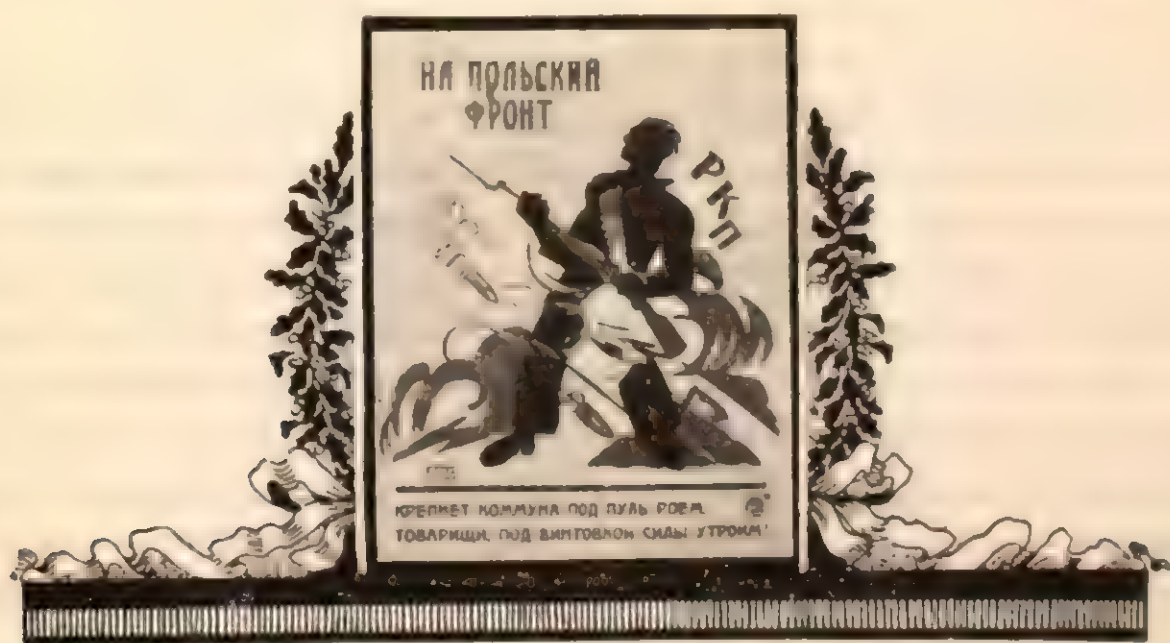 НА ПОЛЬСКИЙ
ФРОНТ
РКП
КРЕПНЕТ КОММУНА ПОД ПУЛЬ РОЕМ.
ТОВАРИЩИ, ПОД ВИНТОВКОЙ СИЛЫ УТРОИМ!